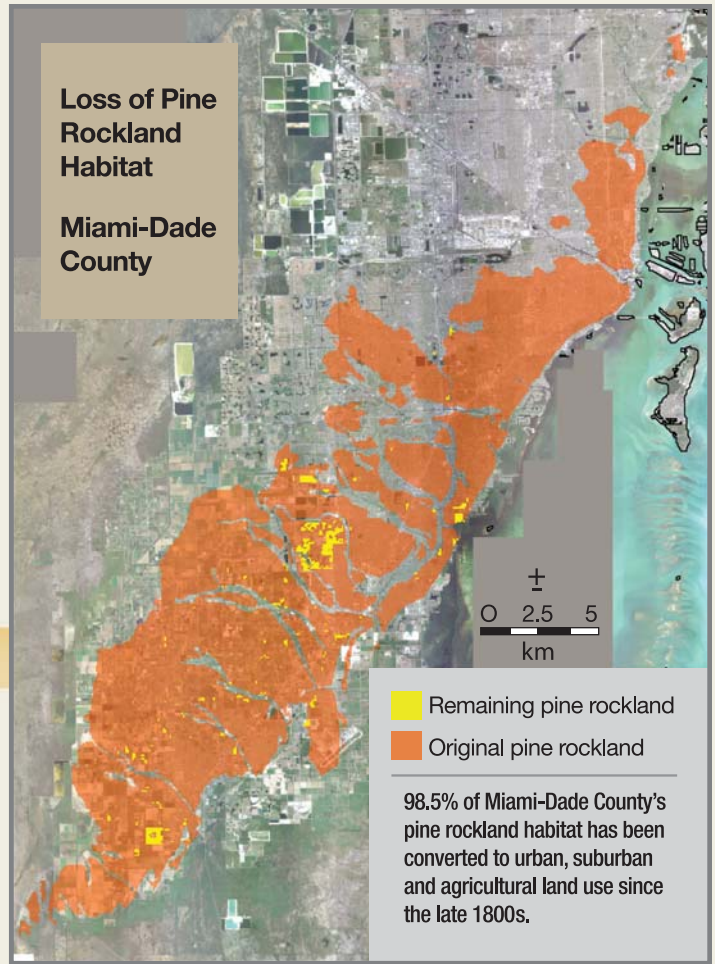 Loss of Pine
Rockland
Habitat
Miami-Dade
County
±
O 2.5 5
km
Remaining pine rockland
Original pine rockland
98.5% of Miami-Dade County's
pine rockland habitat has been
converted to urban, suburban
and agricultural land use since
the late 1800s.